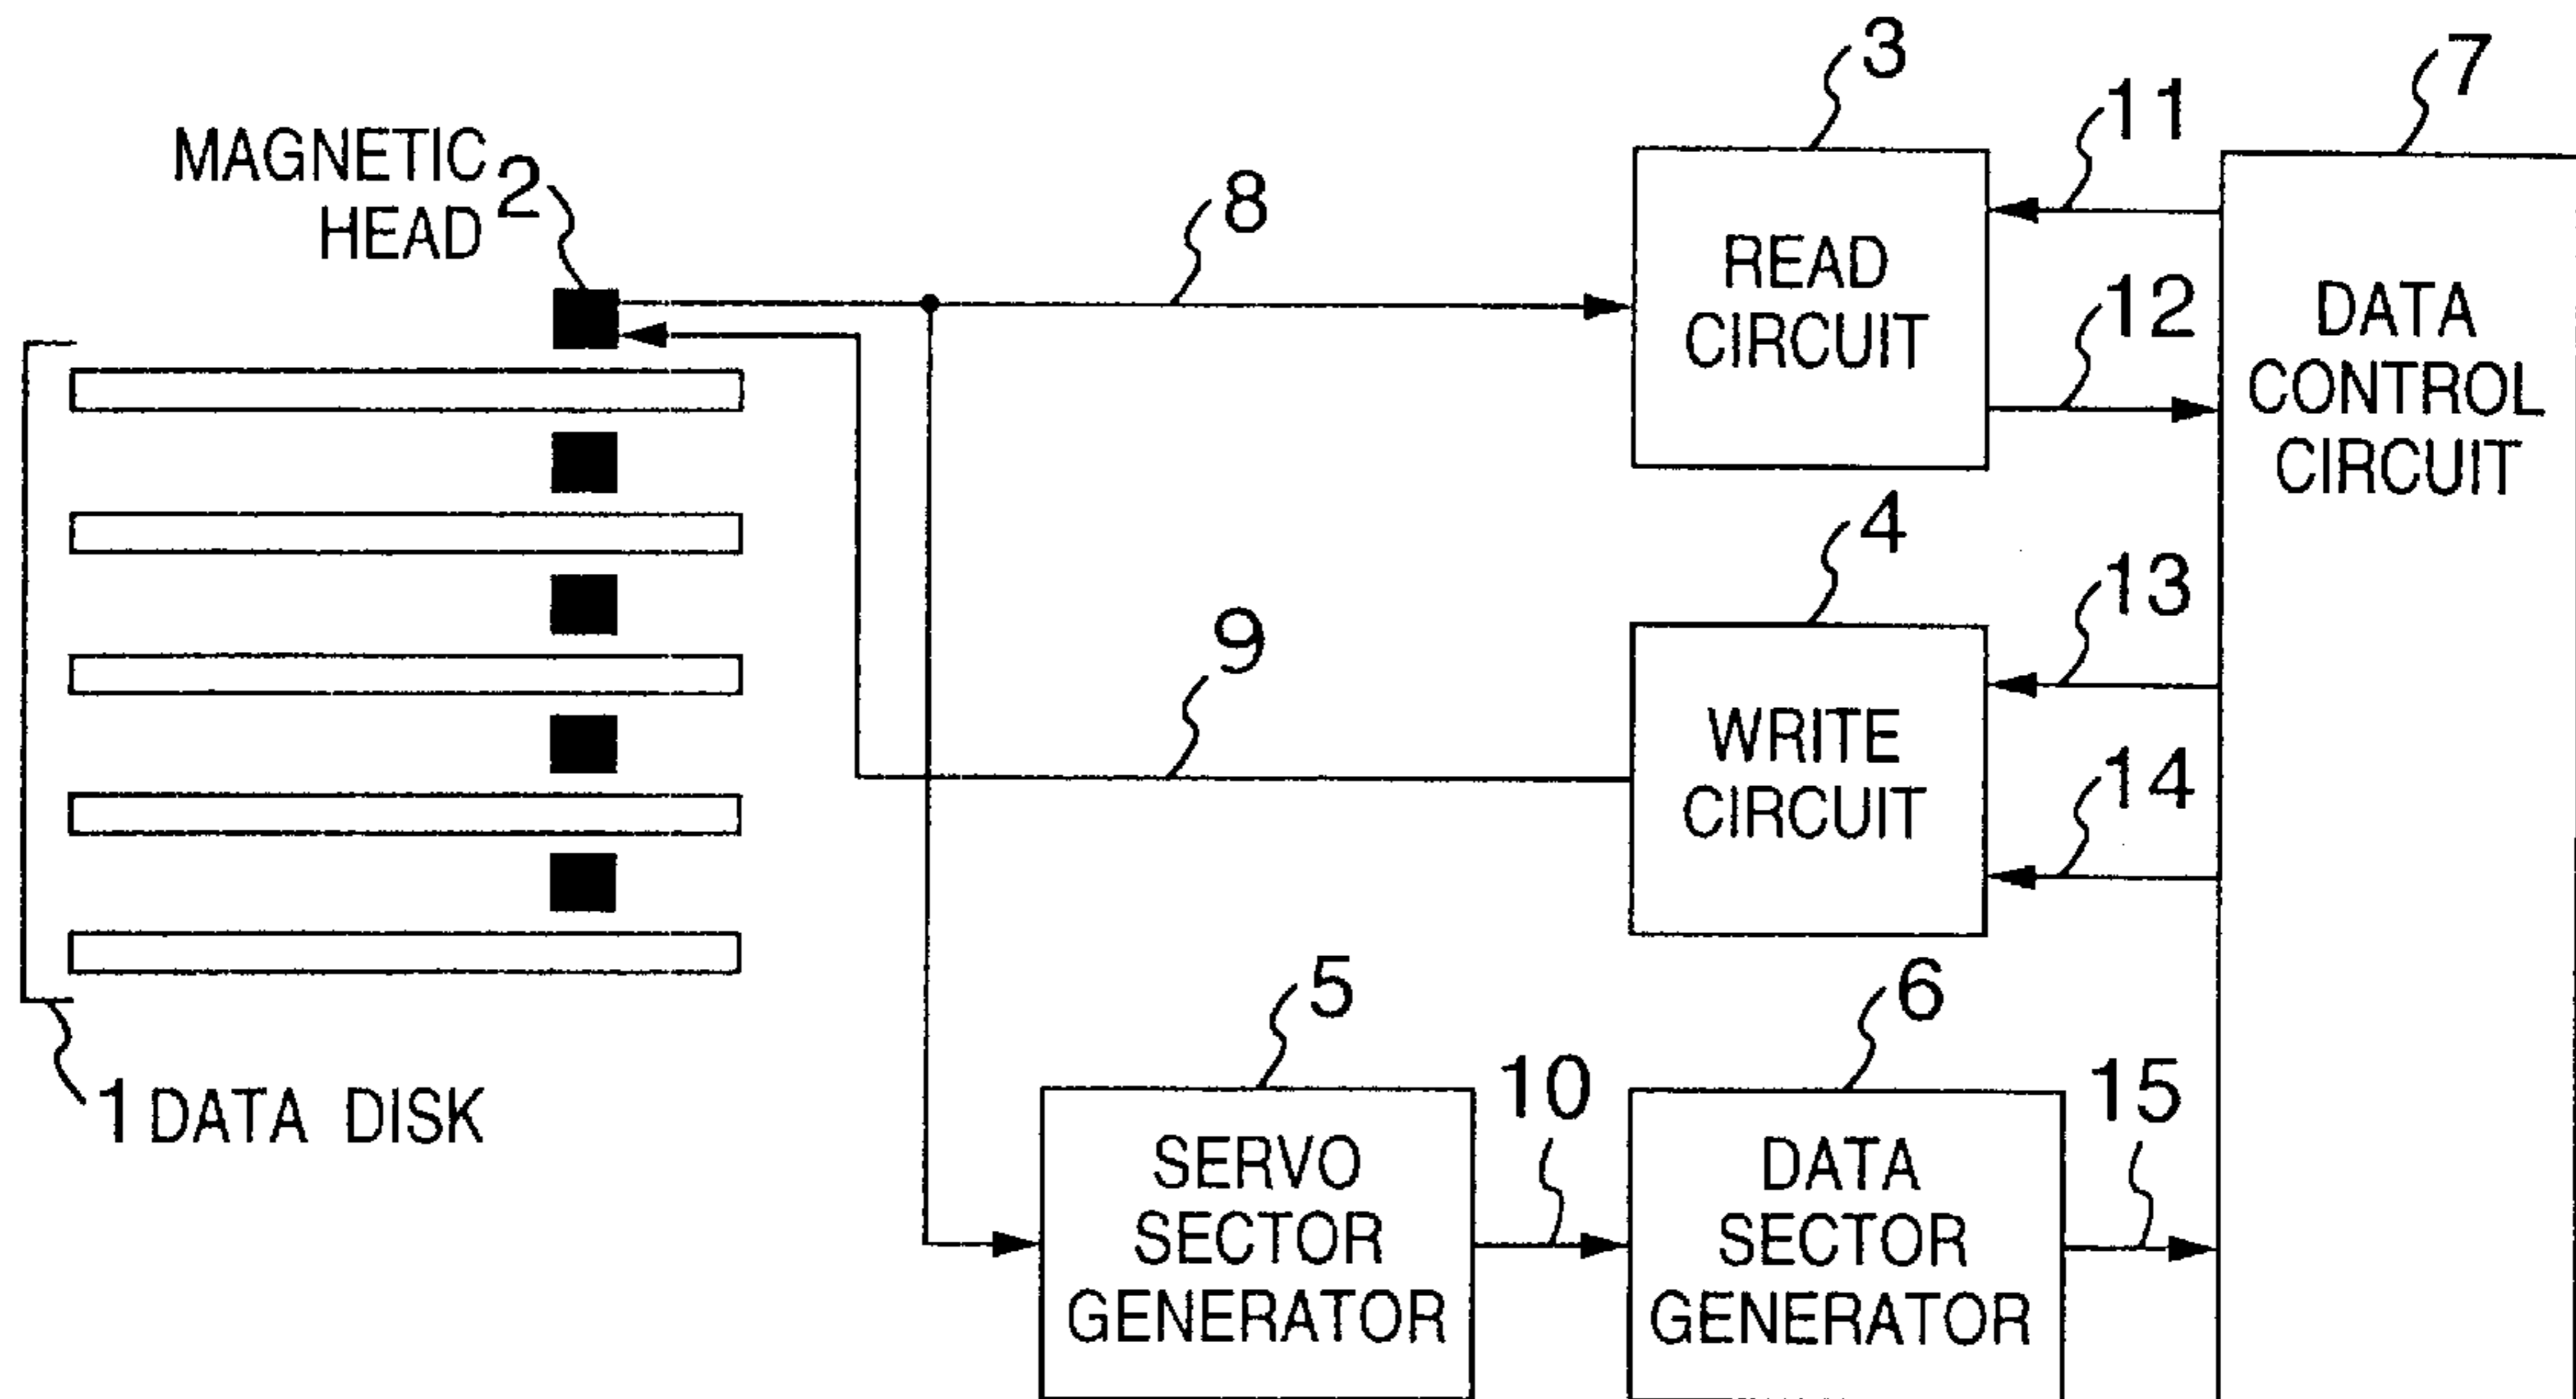 MAGNETIC
HEAD
2
1 DATA DISK
8
9
3
READ
CIRCUIT
4
WRITE
CIRCUIT
5
SERVO
SECTOR
GENERATOR
10
6
DATA
SECTOR
GENERATOR
11
12
13
14
15
7
DATA
CONTROL
CIRCUIT